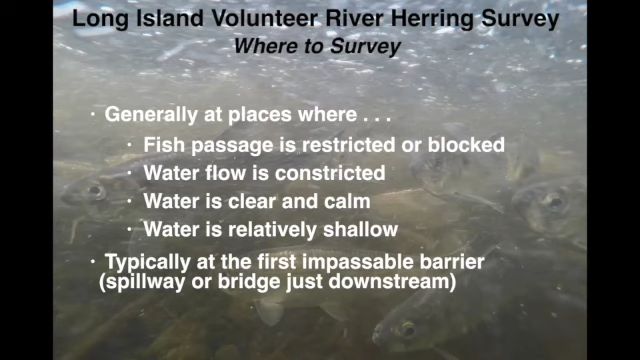 Long Island Volunteer River Herring Survey
Where to Survey
· Generally at places where . . .
· Fish passage is restricted or blocked
· Water flow is constricted
· Water is clear and calm
· Water is relatively shallow
· Typically at the first impassable barrier
(spillway or bridge just downstream)